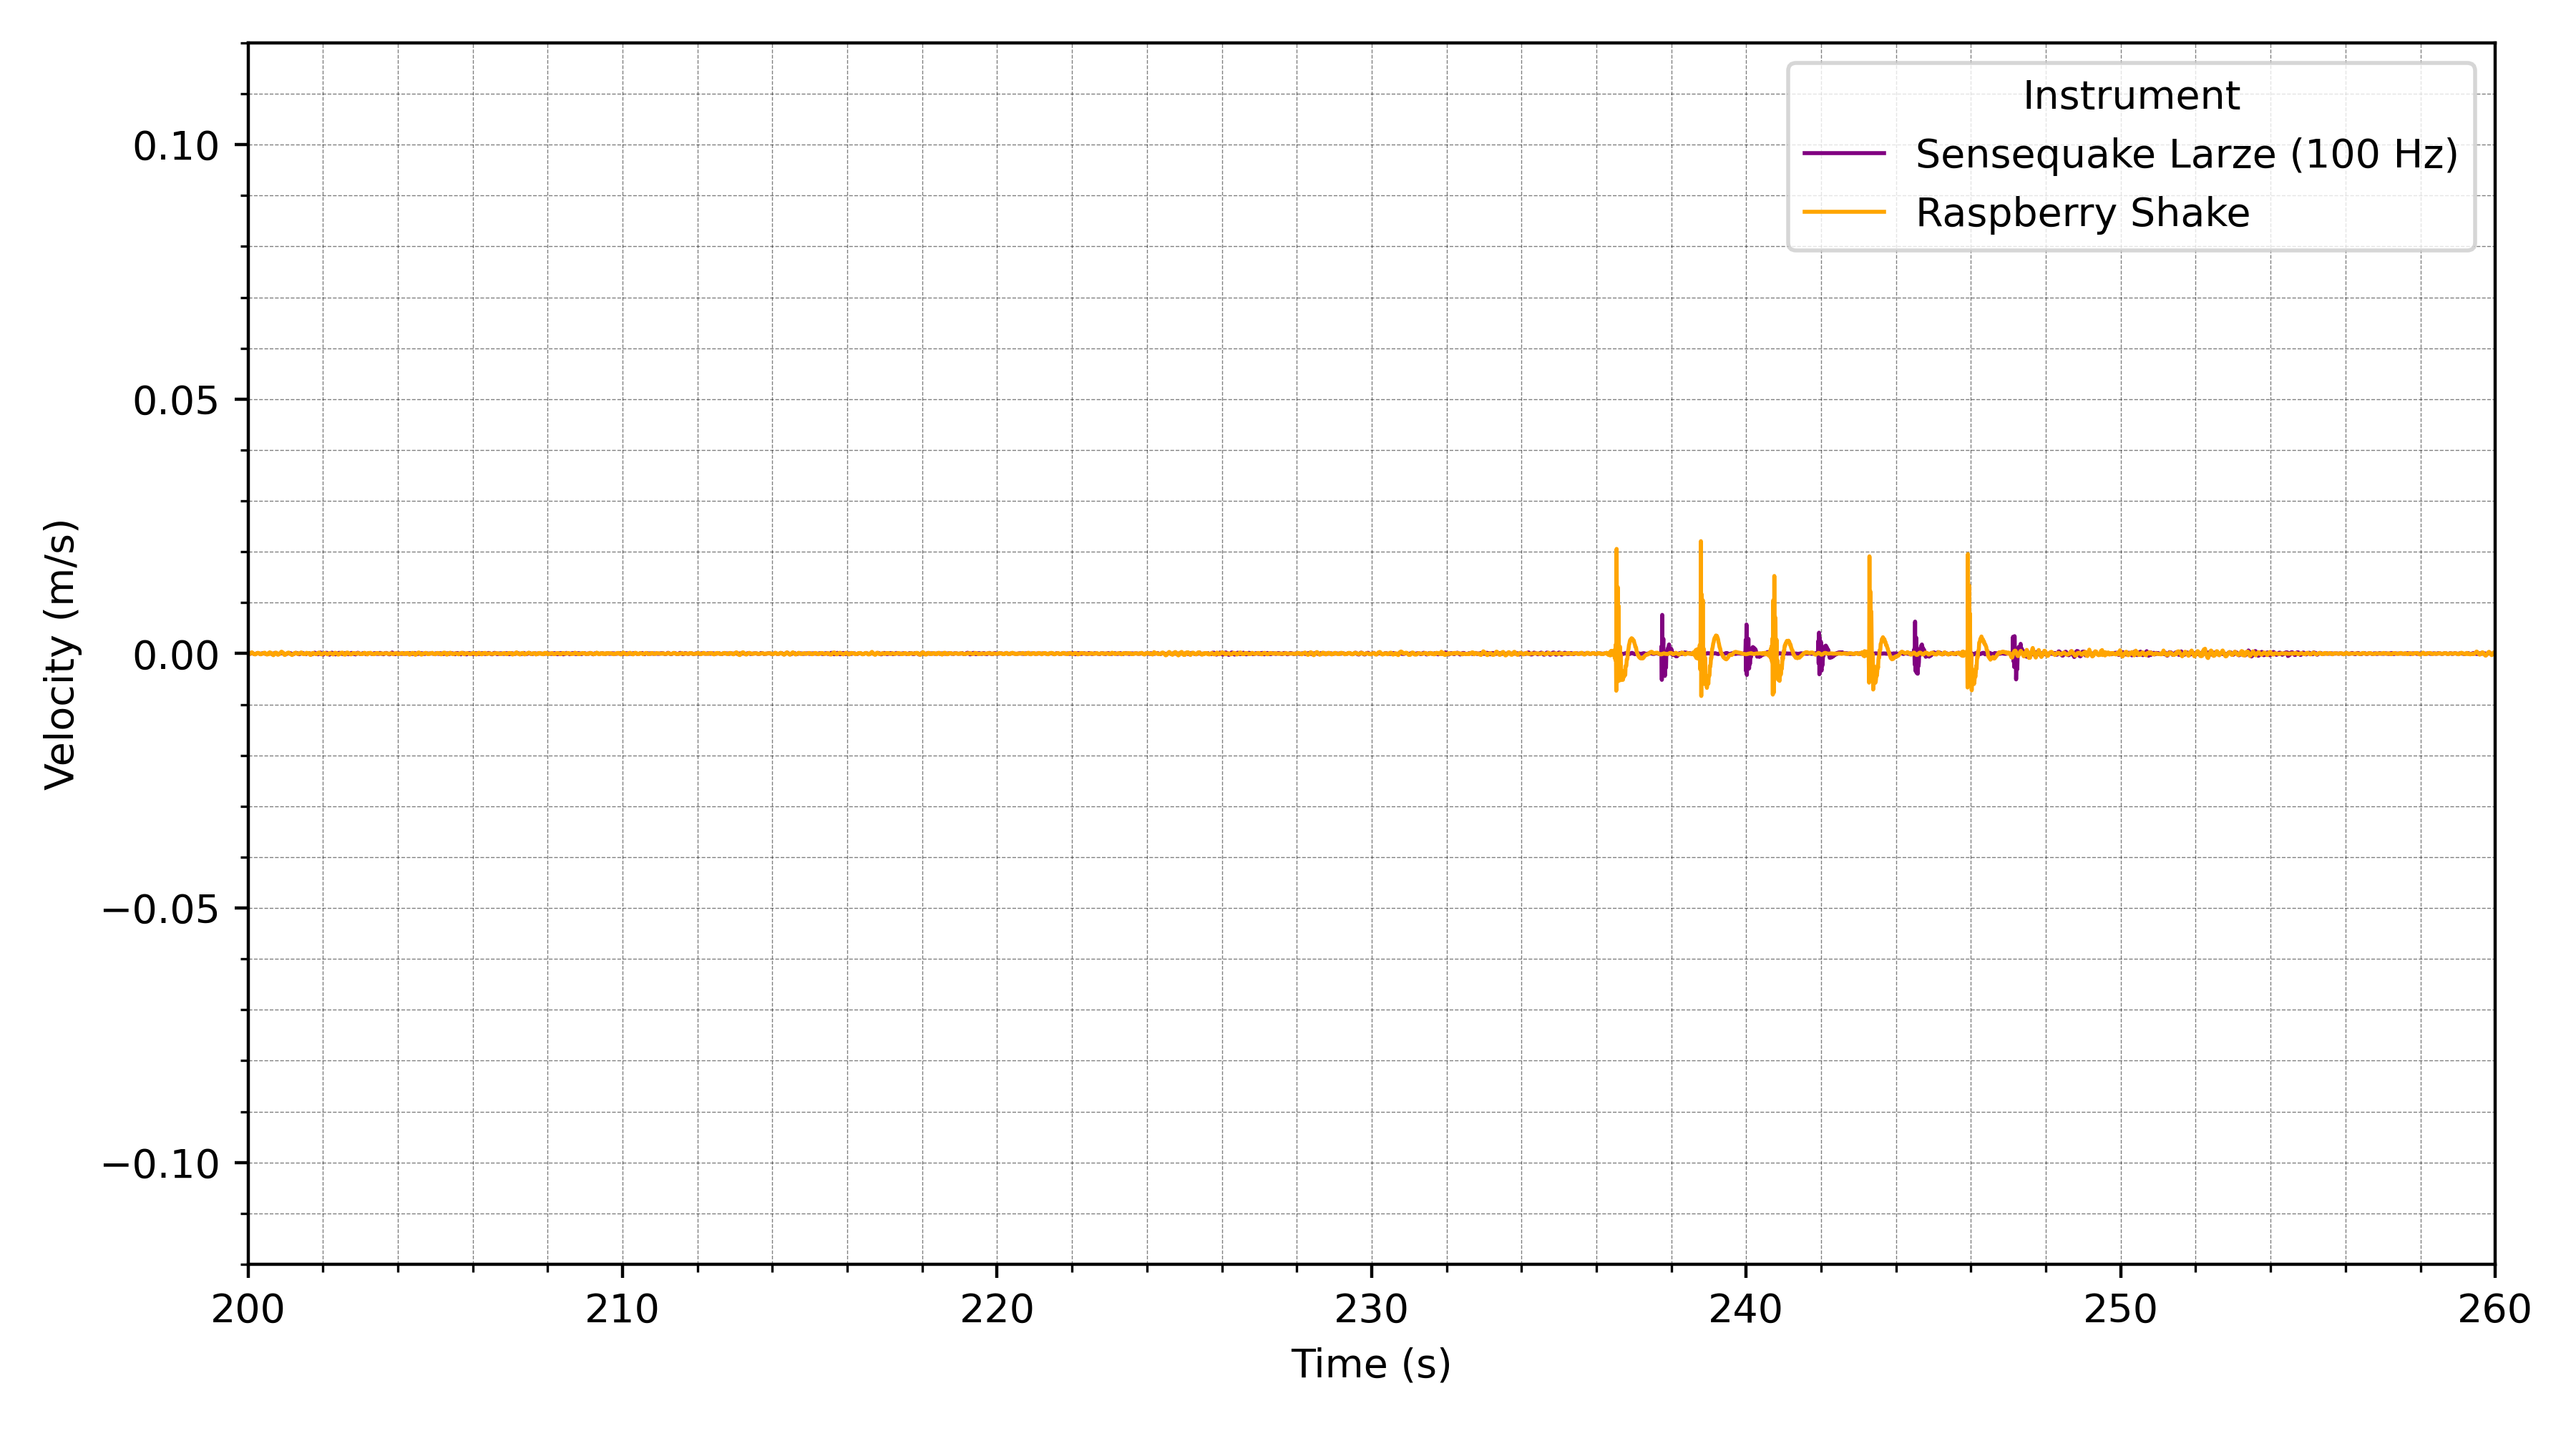 Instrument
Sensequake Larze (100 Hz)
Raspberry Shake
0.10
0.05
0.00
−0.05
−0.10
Velocity (m/s)
200 210 220 230 240 250 260
Time (s)